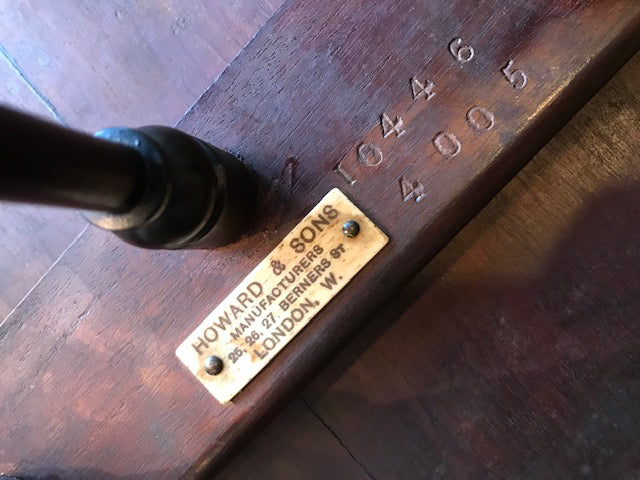 10446
4005
HOWARD & SONS
MANUFACTURERS
25, 26, 27, BERNERS ST
LONDON, W.